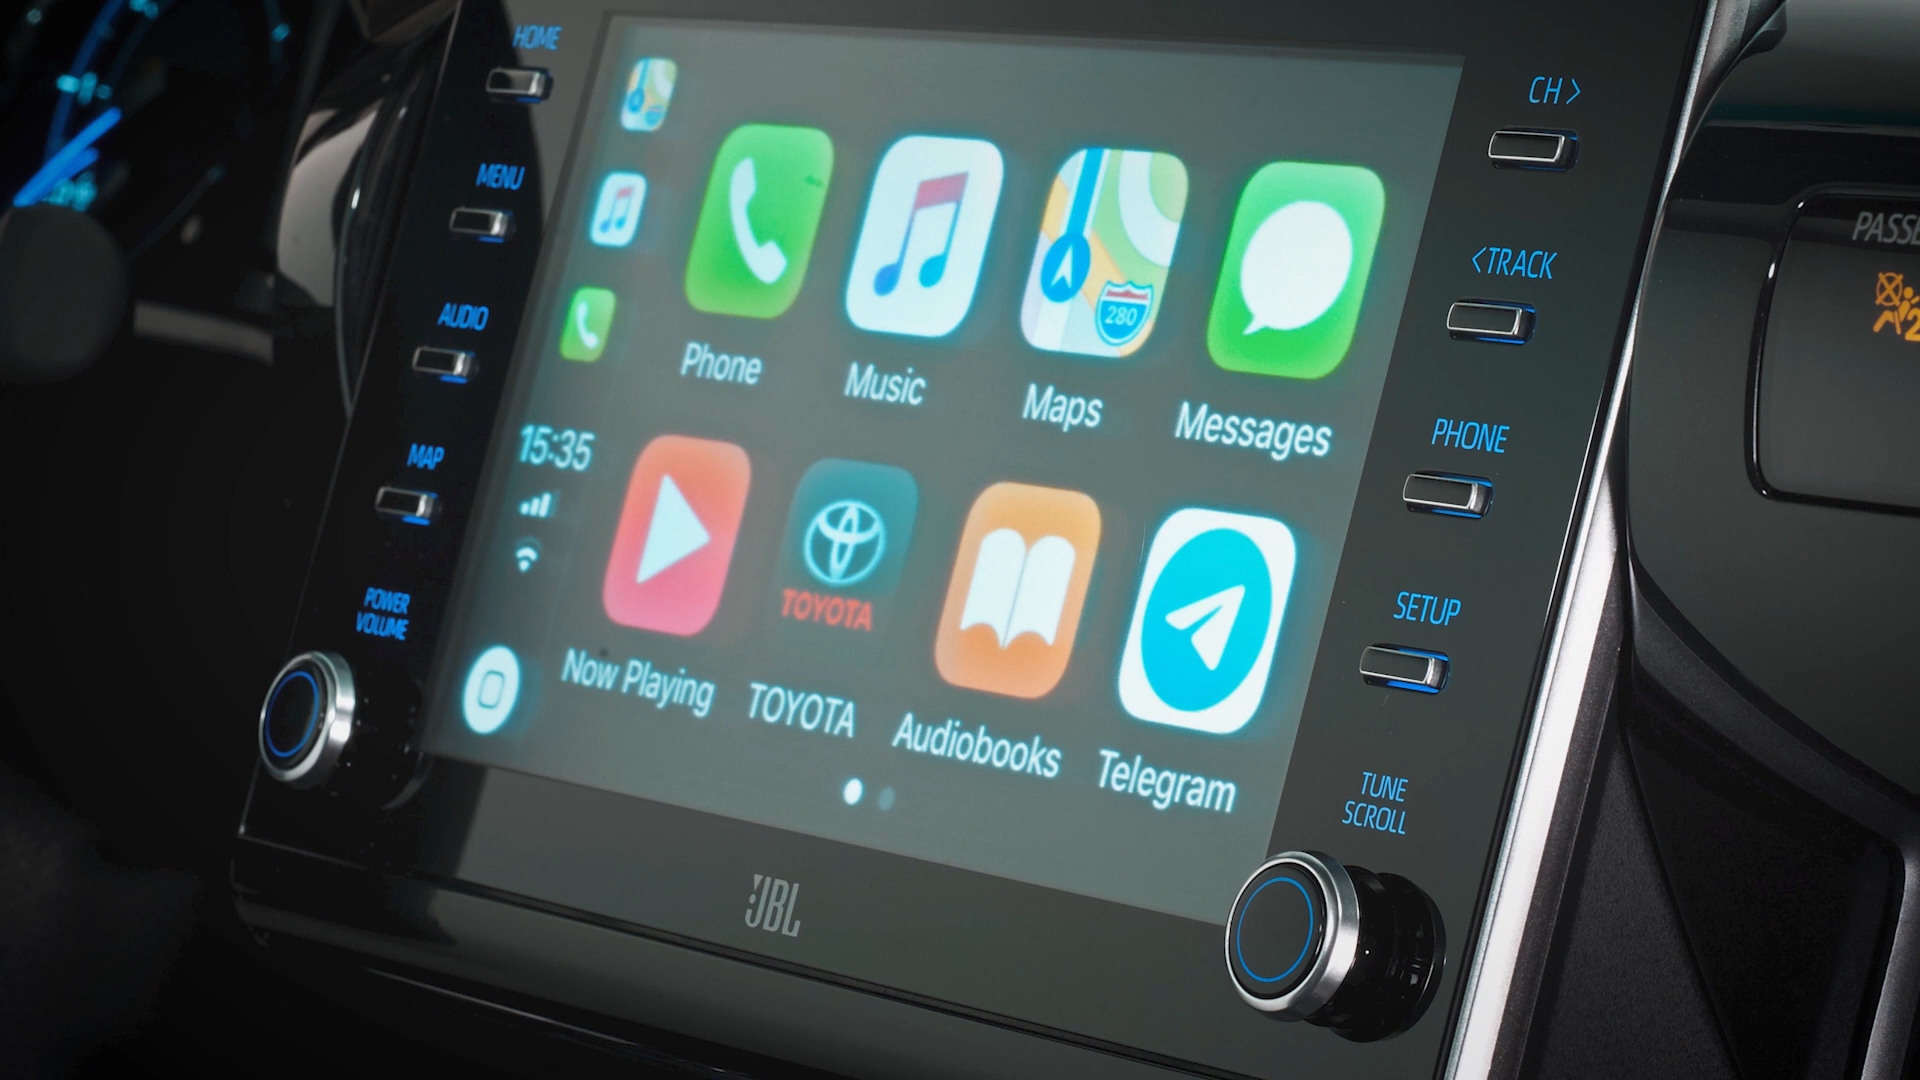 HOME
MENU
AUDIO
MAP
POWER
VOLUME
15:35
280
Phone
Music
Maps
Messages
TOYOTA
Now Playing
TOYOTA
Audiobooks
Telegram
JBL
CH>
<TRACK
PHONE
SETUP
TUNE
SCROLL